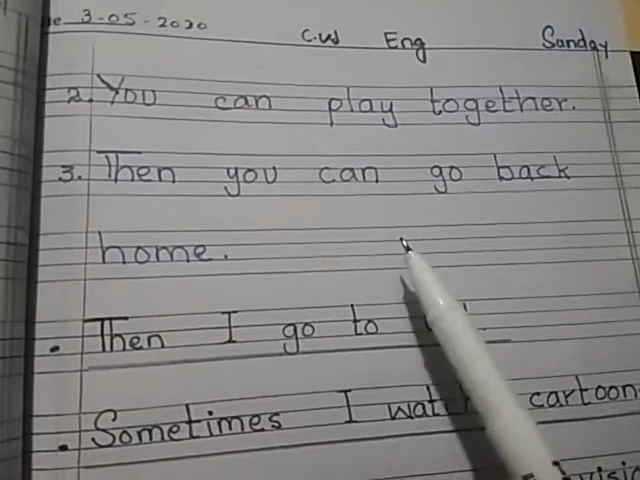 3-05-2020 C.W Eng Sunday
2. You can play together.
3. Then you can go back
home.
. Then I go to
. Sometimes I watch cartoon